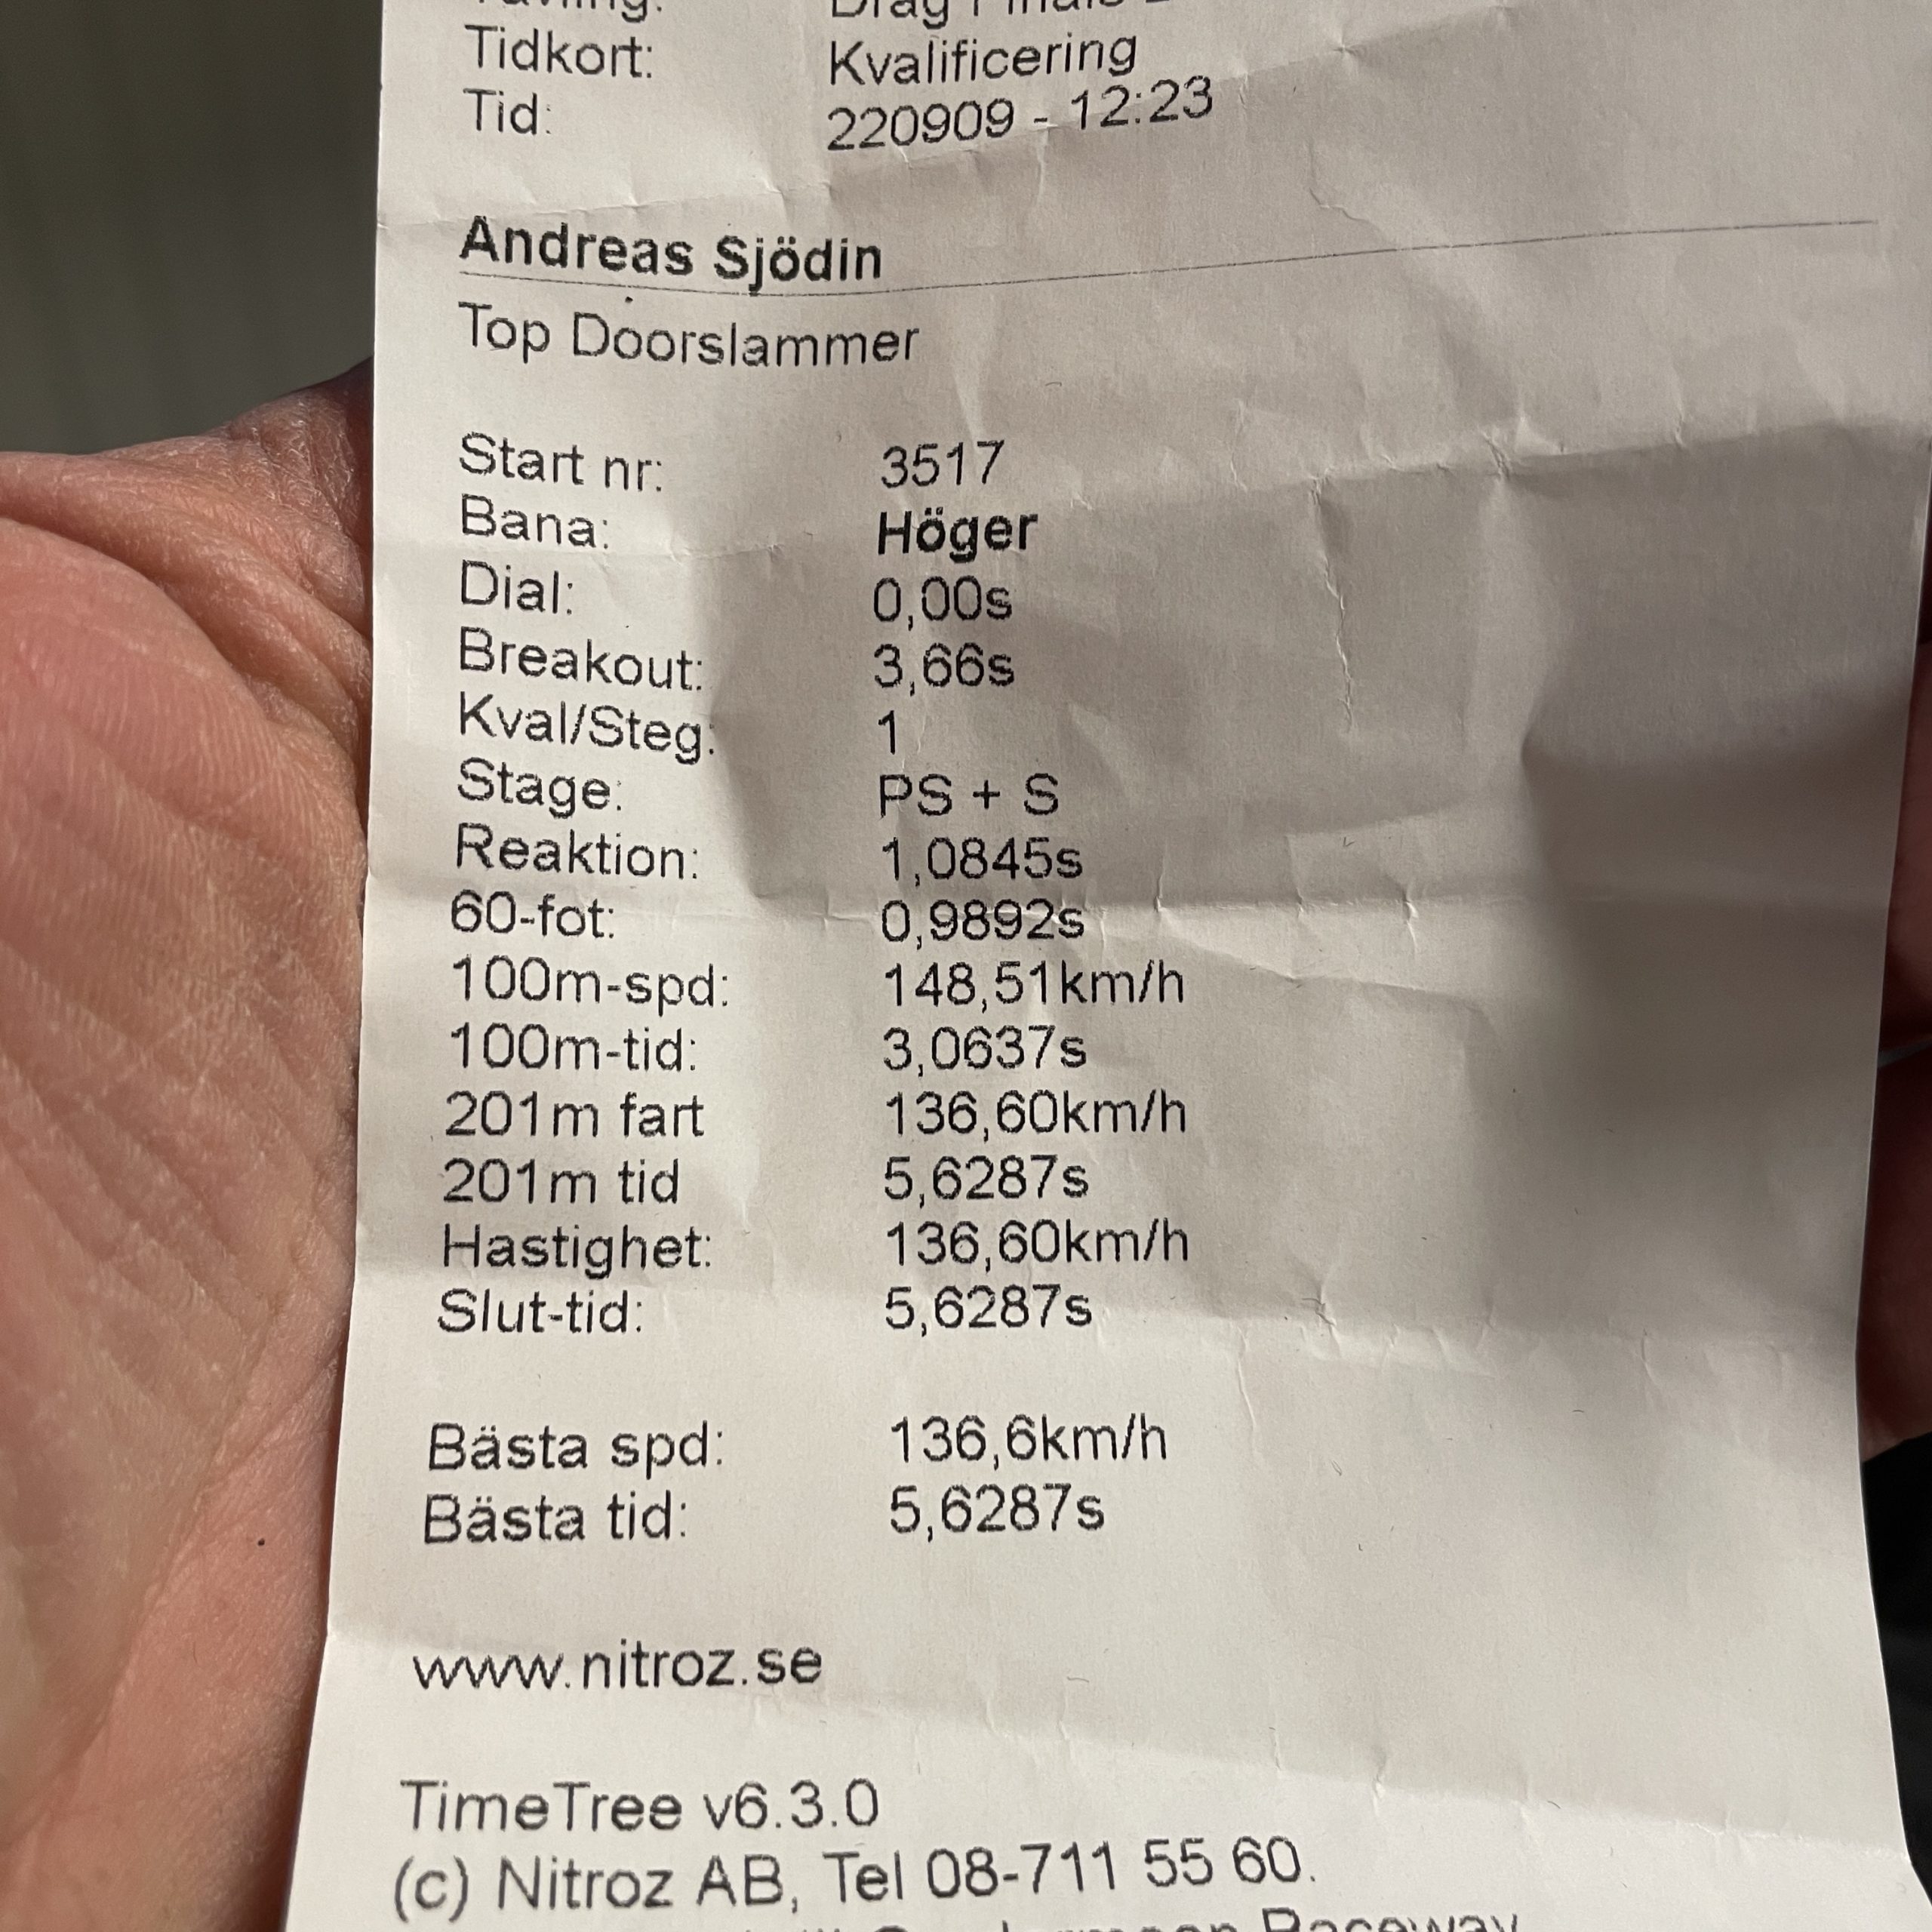 Tävling: Drag Finals
Tidkort: Kvalificering
Tid: 220909 - 12:23
Andreas Sjödin
Top Doorslammer
Start nr: 3517
Bana: Höger
Dial: 0,00s
Breakout: 3,66s
Kval/Steg: 1
Stage: PS + S
Reaktion: 1,0845s
60-fot: 0,9892s
100m-spd: 148,51km/h
100m-tid: 3,0637s
201m fart 136,60km/h
201m tid 5,6287s
Hastighet: 136,60km/h
Slut-tid: 5,6287s
Bästa spd: 136,6km/h
Bästa tid: 5,6287s
www.nitroz.se
TimeTree v6.3.0
(c) Nitroz AB, Tel 08-711 55 60.
Raceway